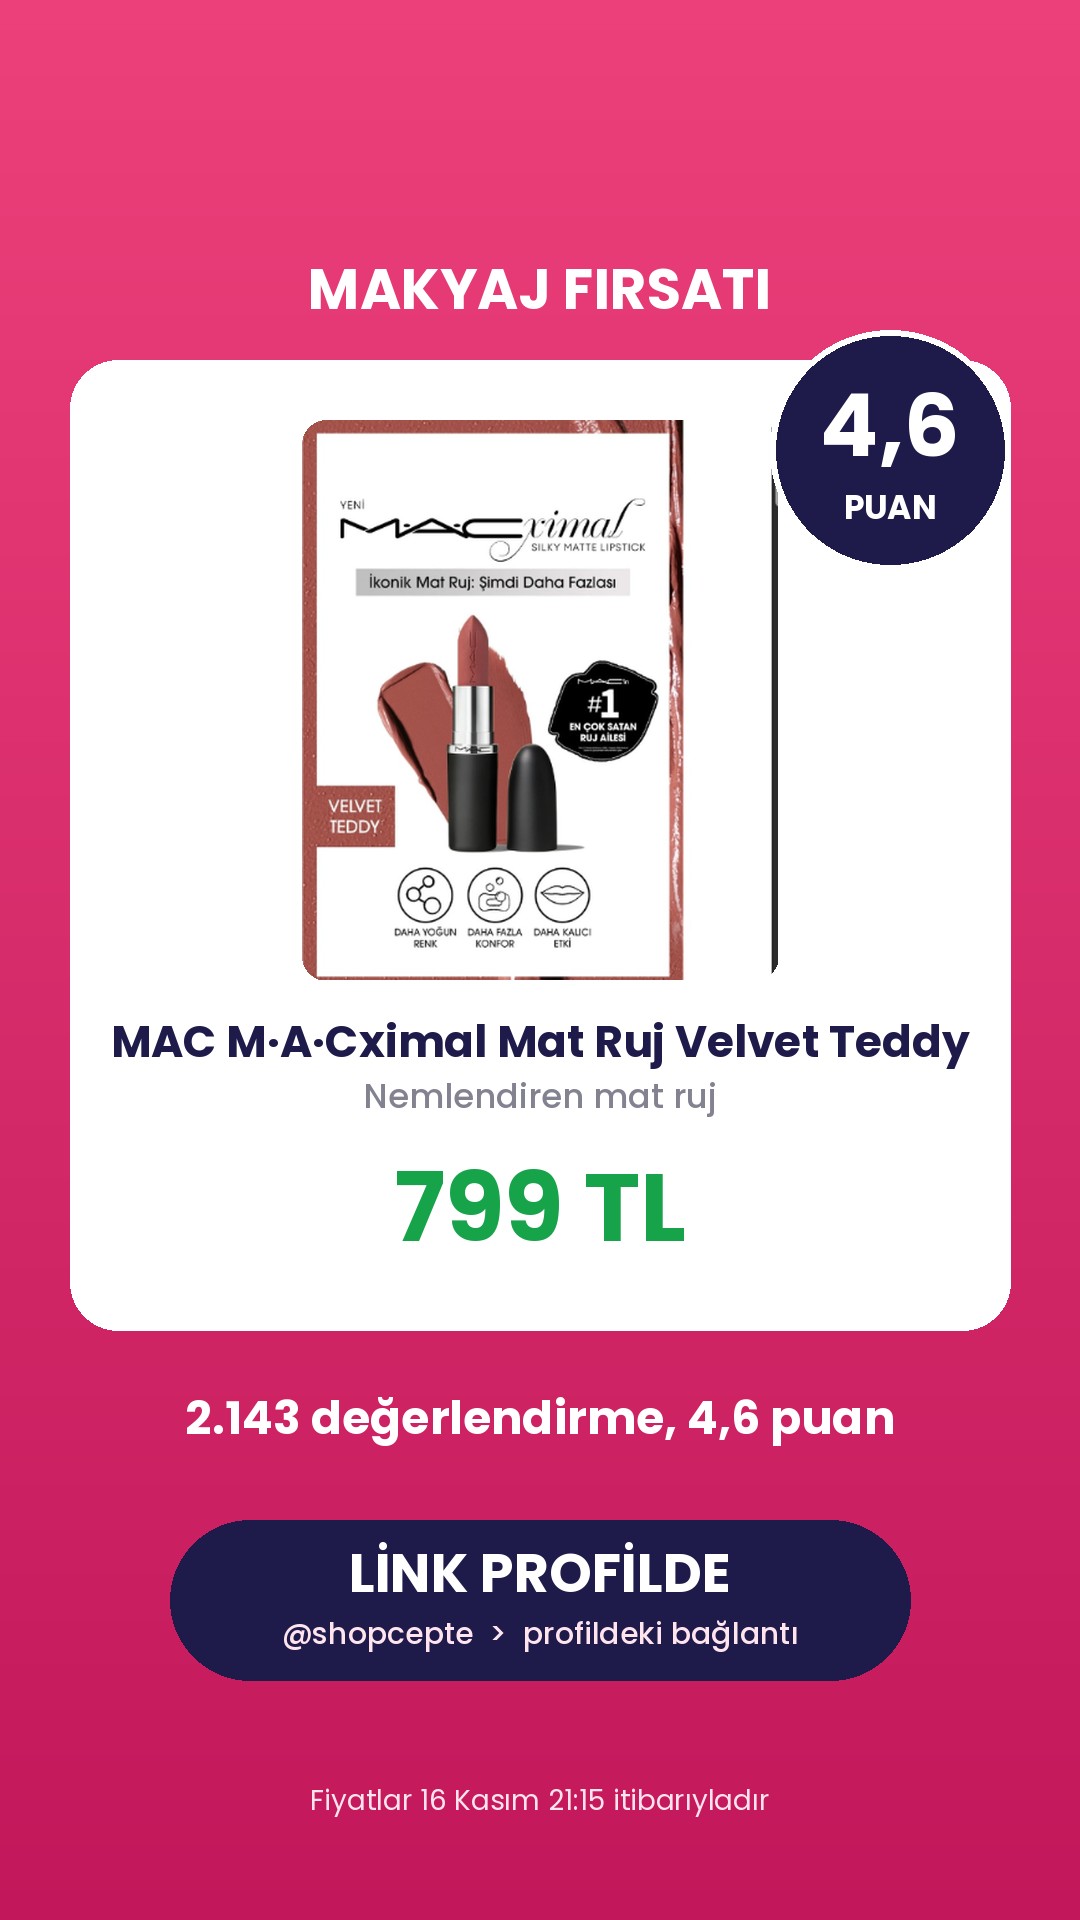 MAKYAJ FIRSATI
4,6
PUAN
YENİ
M·A·Cximal
SILKY MATTE LIPSTICK
İkonik Mat Ruj: Şimdi Daha Fazlası
MAC
#1
EN ÇOK SATAN
RUJ AİLESİ
MAC
VELVET
TEDDY
DAHA YOĞUN
RENK
DAHA FAZLA
KONFOR
DAHA KALICI
ETKİ
MAC M·A·Cximal Mat Ruj Velvet Teddy
Nemlendiren mat ruj
799 TL
2.143 değerlendirme, 4,6 puan
LİNK PROFİLDE
@shopcepte > profildeki bağlantı
Fiyatlar 16 Kasım 21:15 itibarıyladır